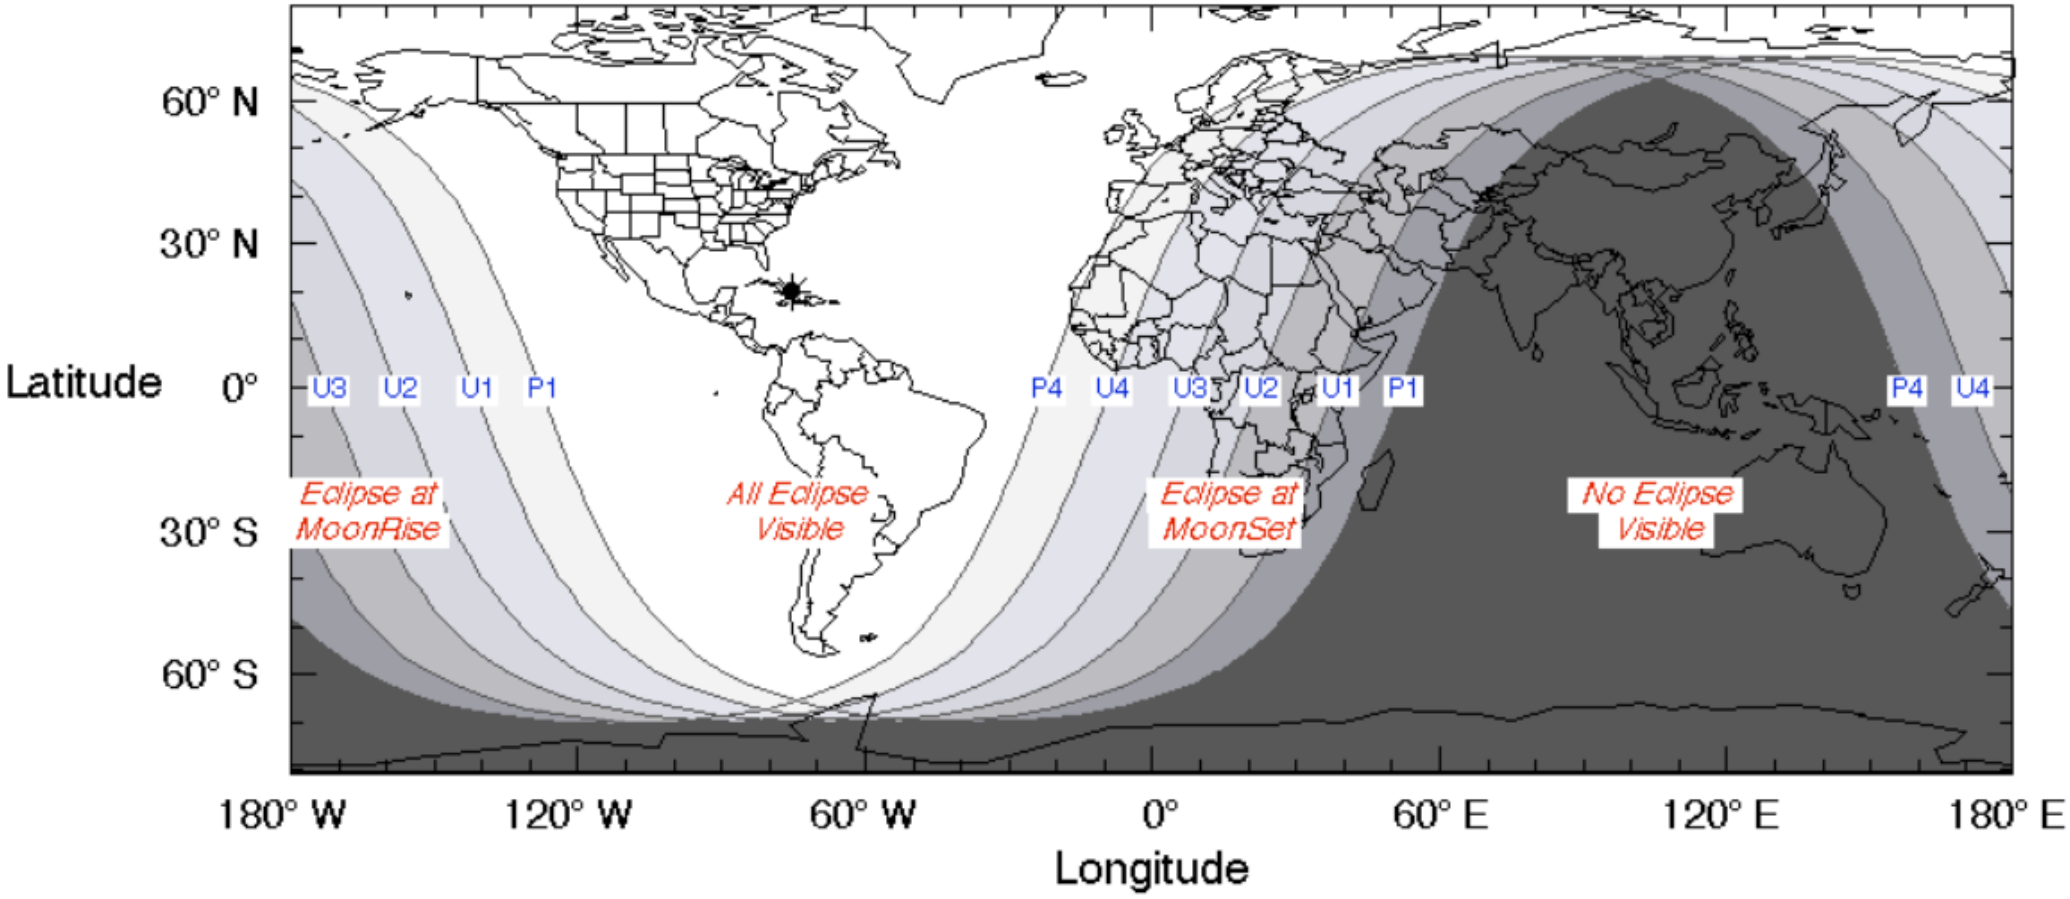 60° N
30° N
Latitude 0° U3 U2 U1 P1 P4 U4 U3 U2 U1 P1 P4 U4
Eclipse at
MoonRise
All Eclipse
Visible
Eclipse at
MoonSet
No Eclipse
Visible
30° S
60° S
180° W 120° W 60° W 0° 60° E 120° E 180° E
Longitude